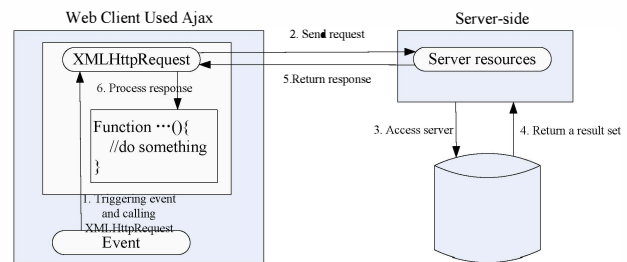 Web Client Used Ajax
Server-side
2. Send request
XMLHttpRequest
Server resources
5.Return response
6. Process response
Function ···(){
//do something
}
3. Access server
4. Return a result set
1. Triggering event
and calling
XMLHttpRequest
Event